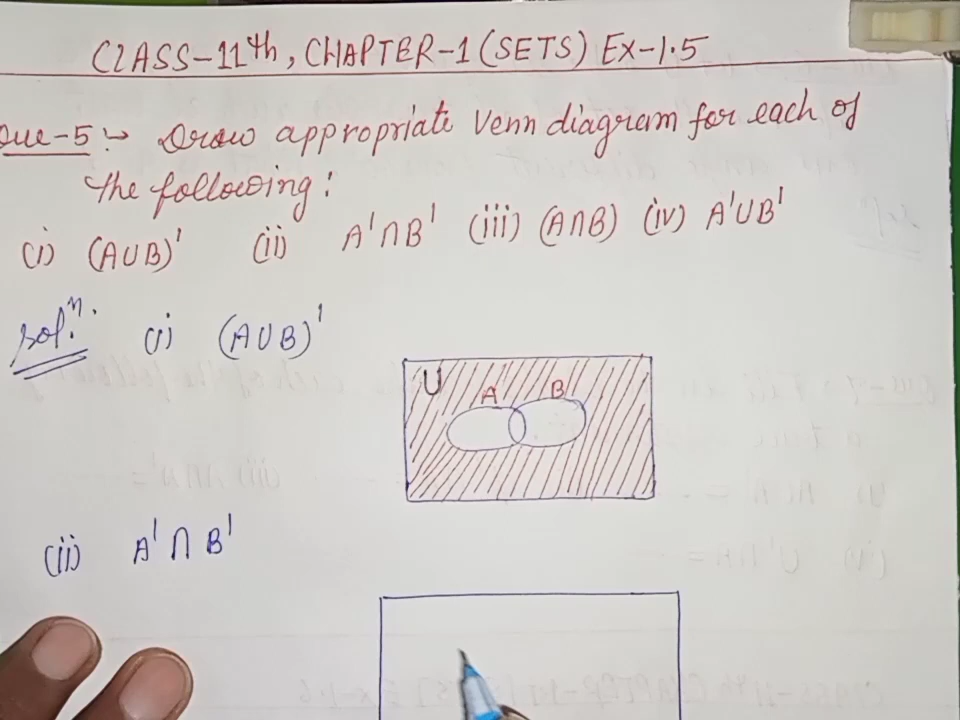 CLASS-11th, CHAPTER-1 (SETS) EX-1.5
Que-5:→ Draw appropriate Venn diagram for each of
the following:
(i) (A∪B)' (ii) A'∩B' (iii) (A∩B) (iv) A'∪B'
Solⁿ. (i) (A∪B)'
U A B
(ii) A'∩B'